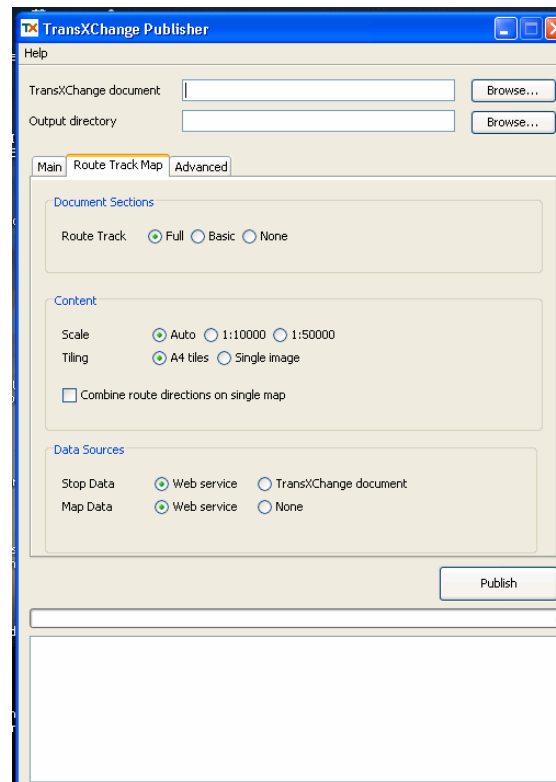 TX TransXChange Publisher
Help
TransXChange document Browse...
Output directory Browse...
Main Route Track Map Advanced
Document Sections
Route Track Full Basic None
Content
Scale Auto 1:10000 1:50000
Tiling A4 tiles Single image
Combine route directions on single map
Data Sources
Stop Data Web service TransXChange document
Map Data Web service None
Publish